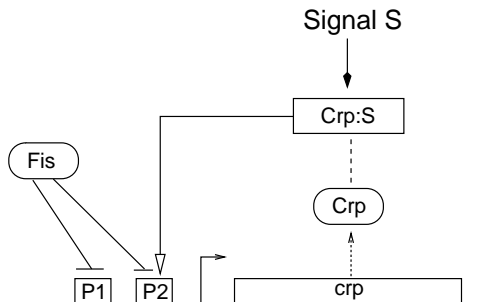 Signal S
Crp:S
Fis
Crp
P1 P2 crp